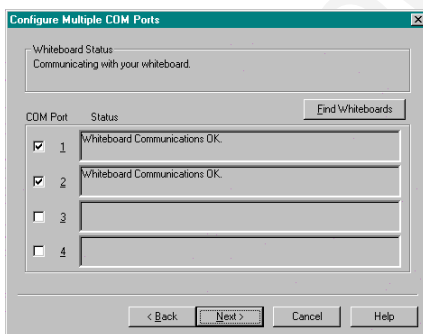 Configure Multiple COM Ports
Whiteboard Status
Communicating with your whiteboard.
Find Whiteboards
COM Port Status
1 Whiteboard Communications OK.
2 Whiteboard Communications OK.
3
4
< Back Next > Cancel Help